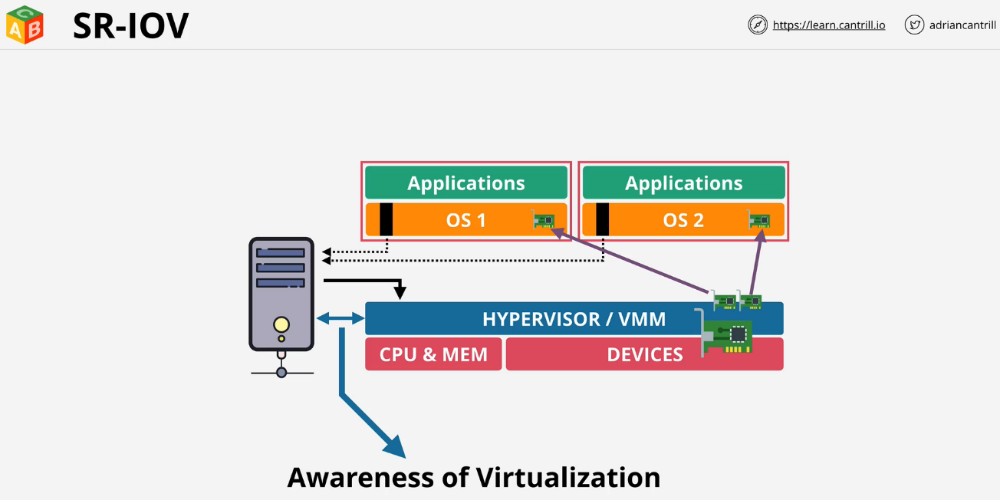 CAB
SR-IOV
https://learn.cantrill.io
adriancantrill
Applications
Applications
OS 1
OS 2
HYPERVISOR / VMM
CPU & MEM
DEVICES
Awareness of Virtualization